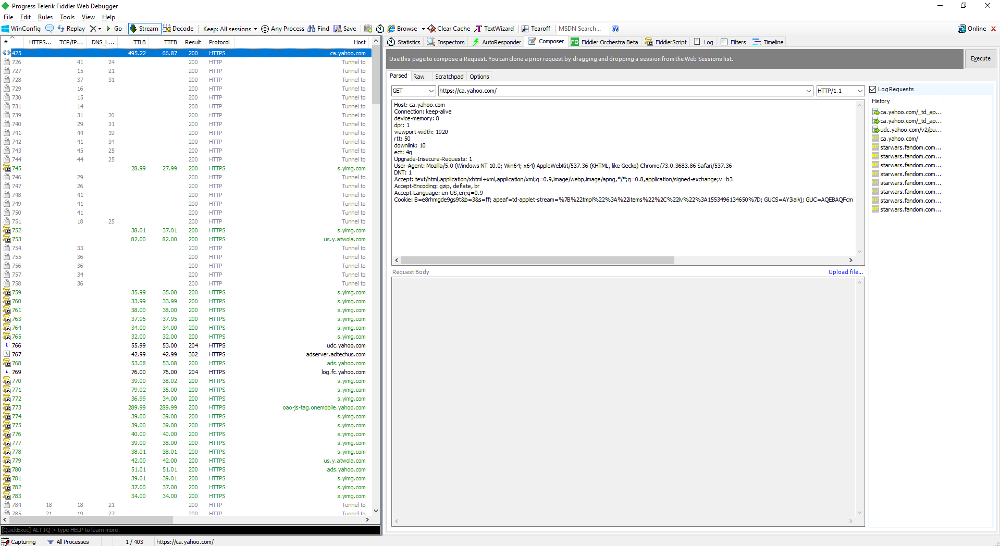 Progress Telerik Fiddler Web Debugger
File Edit Rules Tools View Help
WinConfig Replay Go Stream Decode Keep: All sessions Any Process Find Save Browse Clear Cache TextWizard Tearoff MSDN Search... Online
# HTTPS... TCP/IP... DNS_L... TTLB TTFB Result Protocol Host
425 495.22 66.87 200 HTTPS ca.yahoo.com
726 41 24 200 HTTP Tunnel to
727 15 21 200 HTTP Tunnel to
728 37 31 200 HTTP Tunnel to
729 16 200 HTTP Tunnel to
730 15 200 HTTP Tunnel to
731 14 200 HTTP Tunnel to
739 31 20 200 HTTP Tunnel to
740 29 31 200 HTTP Tunnel to
741 44 19 200 HTTP Tunnel to
742 41 34 200 HTTP Tunnel to
743 45 25 200 HTTP Tunnel to
744 44 25 200 HTTP Tunnel to
745 28.99 27.99 200 HTTPS s.yimg.com
746 29 200 HTTP Tunnel to
747 26 200 HTTP Tunnel to
748 41 200 HTTP Tunnel to
749 41 200 HTTP Tunnel to
750 41 200 HTTP Tunnel to
751 18 25 200 HTTP Tunnel to
752 38.01 37.01 200 HTTPS s.yimg.com
753 82.00 82.00 200 HTTPS us.y.atwola.com
754 33 200 HTTP Tunnel to
755 36 200 HTTP Tunnel to
756 36 200 HTTP Tunnel to
757 34 200 HTTP Tunnel to
758 36 200 HTTP Tunnel to
759 35.99 35.00 200 HTTPS s.yimg.com
760 33.99 33.99 200 HTTPS s.yimg.com
761 38.00 38.00 200 HTTPS s.yimg.com
763 37.95 37.95 200 HTTPS s.yimg.com
764 34.00 34.00 200 HTTPS s.yimg.com
765 32.00 32.00 200 HTTPS s.yimg.com
766 55.99 53.00 204 HTTPS udc.yahoo.com
767 42.99 42.99 302 HTTPS adserver.adtechus.com
768 53.08 53.08 200 HTTPS ads.yahoo.com
769 76.00 76.00 204 HTTPS log.fc.yahoo.com
770 39.00 38.02 200 HTTPS s.yimg.com
771 79.02 35.00 200 HTTPS s.yimg.com
772 36.99 34.00 200 HTTPS s.yimg.com
773 289.99 289.99 200 HTTPS oao-js-tag.onemobile.yahoo.com
774 39.00 39.00 200 HTTPS s.yimg.com
775 39.00 39.00 200 HTTPS s.yimg.com
776 40.00 40.00 200 HTTPS s.yimg.com
777 39.00 38.00 200 HTTPS s.yimg.com
778 38.01 38.01 200 HTTPS s.yimg.com
779 42.00 42.00 200 HTTPS us.y.atwola.com
780 51.01 51.01 200 HTTPS ads.yahoo.com
781 39.01 39.01 200 HTTPS s.yimg.com
782 37.00 37.00 200 HTTPS s.yimg.com
783 34.00 34.00 200 HTTPS s.yimg.com
784 18 18 21 200 HTTP Tunnel to
785 21 19 27 200 HTTP Tunnel to
[QuickExec] ALT+Q > type HELP to learn more
Capturing All Processes 1 / 403 https://ca.yahoo.com/
Statistics Inspectors AutoResponder Composer FO Fiddler Orchestra Beta FiddlerScript Log Filters Timeline
Use this page to compose a Request. You can clone a prior request by dragging and dropping a session from the Web Sessions list.
Execute
Parsed Raw Scratchpad Options
GET https://ca.yahoo.com/ HTTP/1.1
Host: ca.yahoo.com
Connection: keep-alive
device-memory: 8
dpr: 1
viewport-width: 1920
rtt: 50
downlink: 10
ect: 4g
Upgrade-Insecure-Requests: 1
User-Agent: Mozilla/5.0 (Windows NT 10.0; Win64; x64) AppleWebKit/537.36 (KHTML, like Gecko) Chrome/73.0.3683.86 Safari/537.36
DNT: 1
Accept: text/html,application/xhtml+xml,application/xml;q=0.9,image/webp,image/apng,*/*;q=0.8,application/signed-exchange;v=b3
Accept-Encoding: gzip, deflate, br
Accept-Language: en-US,en;q=0.9
Cookie: B=e8rhmgde9gs9t&b=3&s=ff; apeaf=td-applet-stream=%7B%22tmpl%22%3A%22items%22%2C%22lv%22%3A1553496134650%7D; GUCS=AY3iaiVj; GUC=AQEBAQFcm
Request Body Upload file...
Log Requests
History
ca.yahoo.com/_td_ap...
ca.yahoo.com/_td_ap...
udc.yahoo.com/v2/pu...
ca.yahoo.com/
starwars.fandom.com...
starwars.fandom.com...
starwars.fandom.com...
starwars.fandom.com...
starwars.fandom.com...
starwars.fandom.com...
starwars.fandom.com...
starwars.fandom.com...